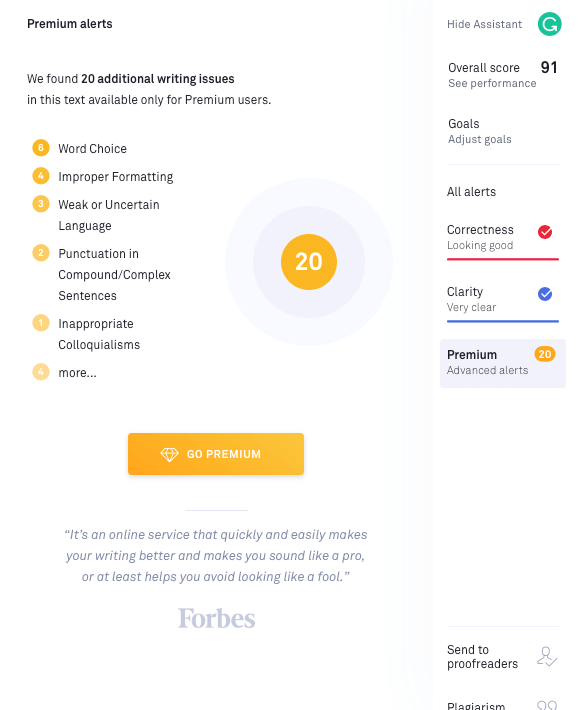 Premium alerts
We found 20 additional writing issues
in this text available only for Premium users.
6 Word Choice
4 Improper Formatting
3 Weak or Uncertain
Language
2 Punctuation in
Compound/Complex
Sentences
1 Inappropriate
Colloquialisms
4 more...
20
GO PREMIUM
“It’s an online service that quickly and easily makes
your writing better and makes you sound like a pro,
or at least helps you avoid looking like a fool.”
Forbes
Hide Assistant
Overall score 91
See performance
Goals
Adjust goals
All alerts
Correctness
Looking good
Clarity
Very clear
Premium 20
Advanced alerts
Send to
proofreaders
Plagiarism